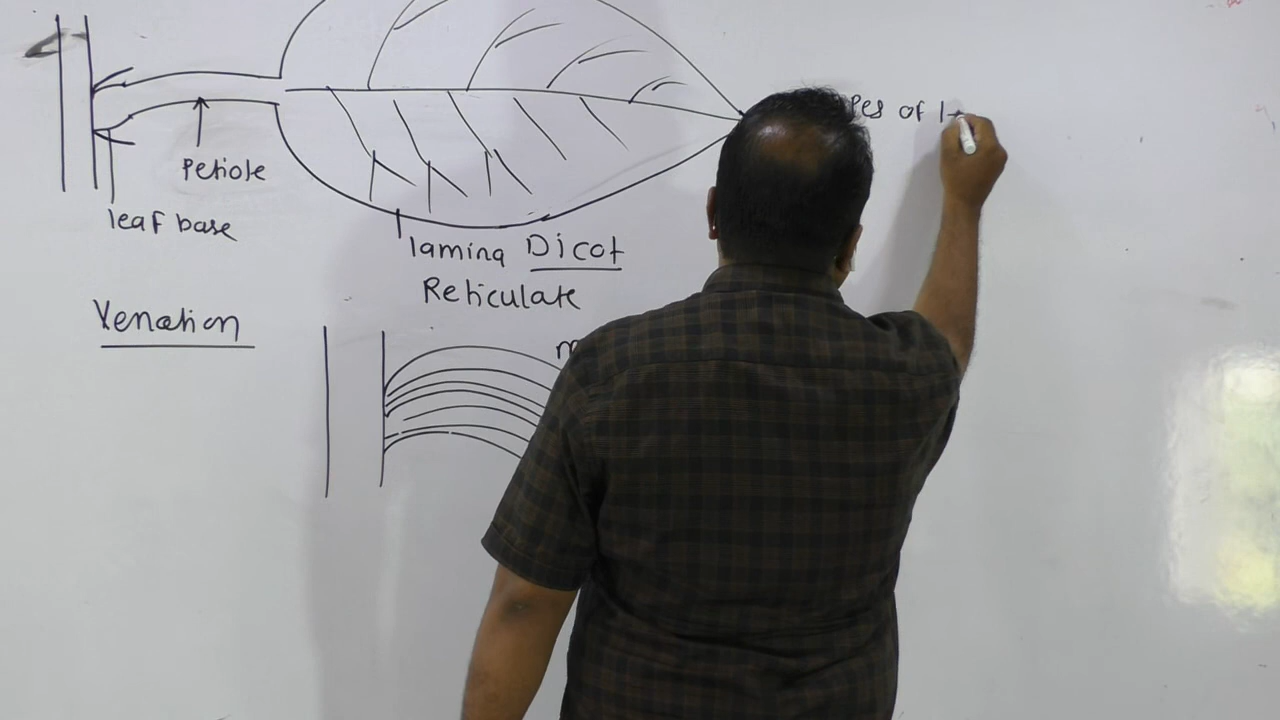 Petiole
leaf base
lamina Dicot
Reticulate
Venation
pes of l